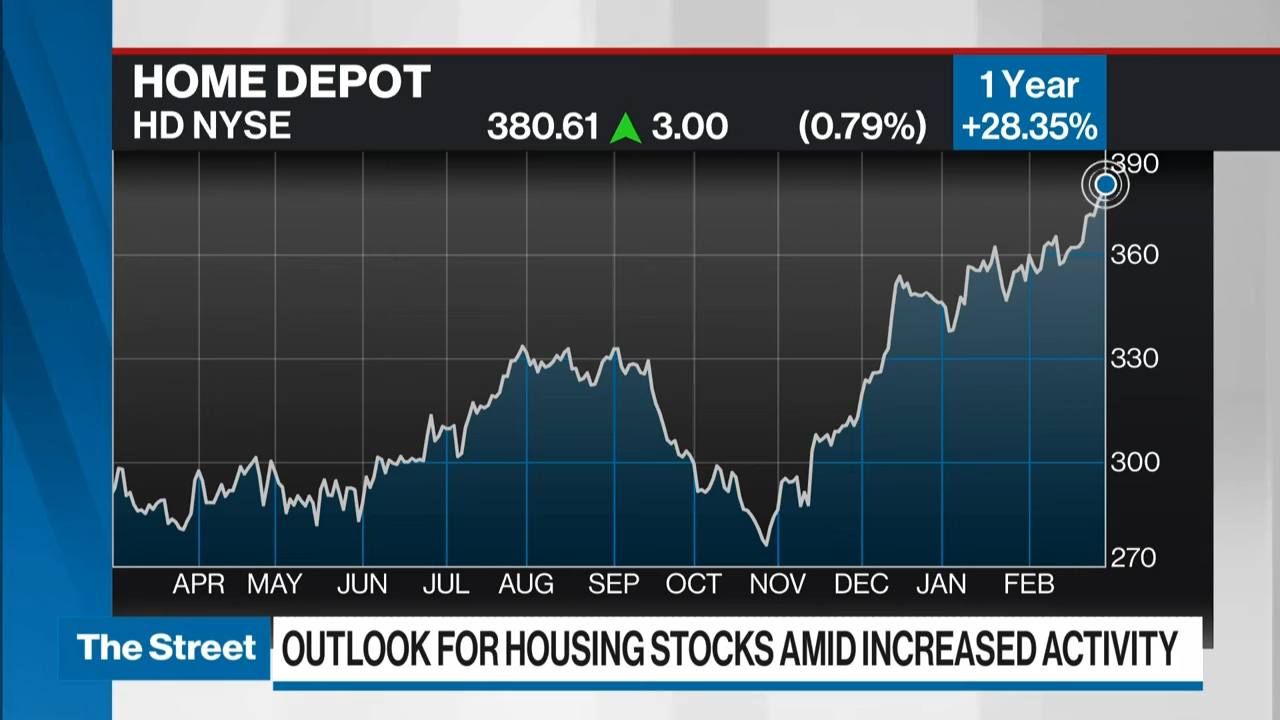 HOME DEPOT
HD NYSE 380.61 3.00 (0.79%)
1 Year
+28.35%
390
360
330
300
270
APR MAY JUN JUL AUG SEP OCT NOV DEC JAN FEB
The Street
OUTLOOK FOR HOUSING STOCKS AMID INCREASED ACTIVITY